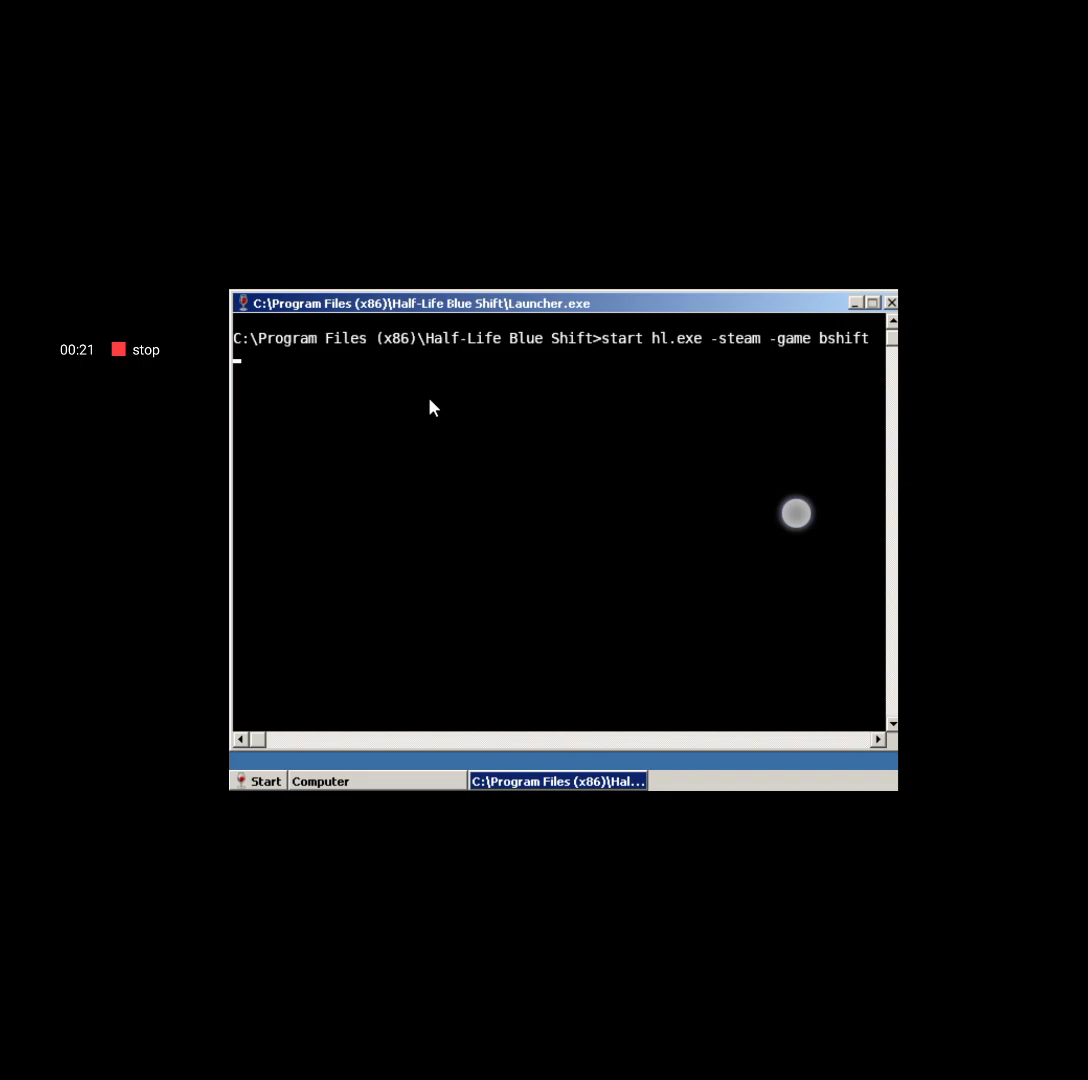 C:\Program Files (x86)\Half-Life Blue Shift\Launcher.exe
C:\Program Files (x86)\Half-Life Blue Shift>start hl.exe -steam -game bshift
00:21 stop
Start Computer C:\Program Files (x86)\Hal...